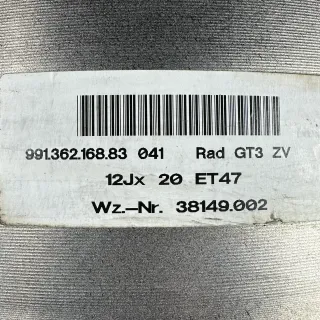 991.362.168.83 041 Rad GT3 ZV
12Jx 20 ET47
Wz.-Nr. 38149.002